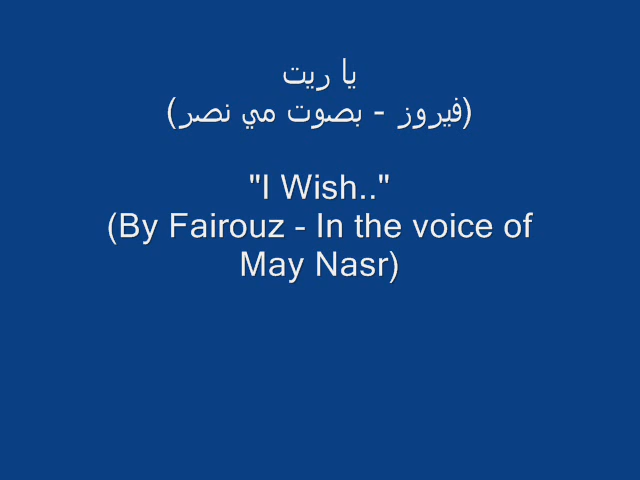 يا ريت
(فيروز - بصوت مي نصر)
"I Wish.."
(By Fairouz - In the voice of
May Nasr)